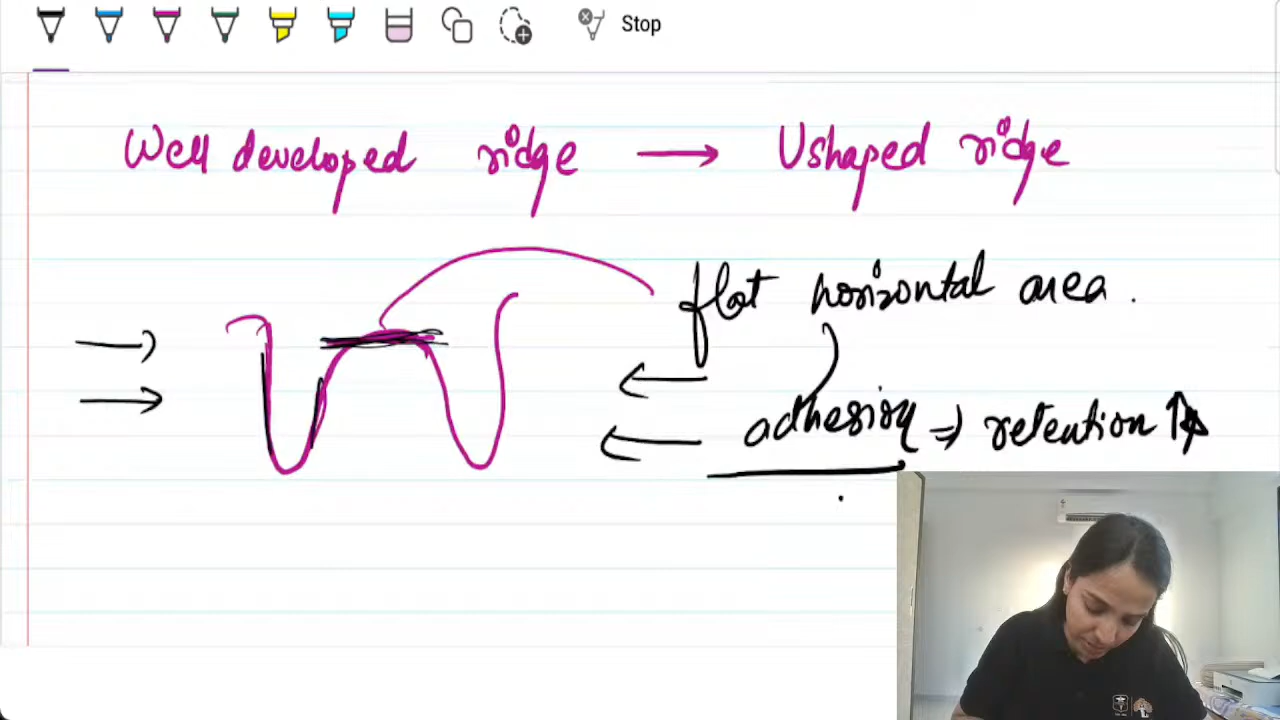 Stop
Well developed ridge → Ushaped ridge
flat horizontal area.
adhesion ⇒ retention ↑